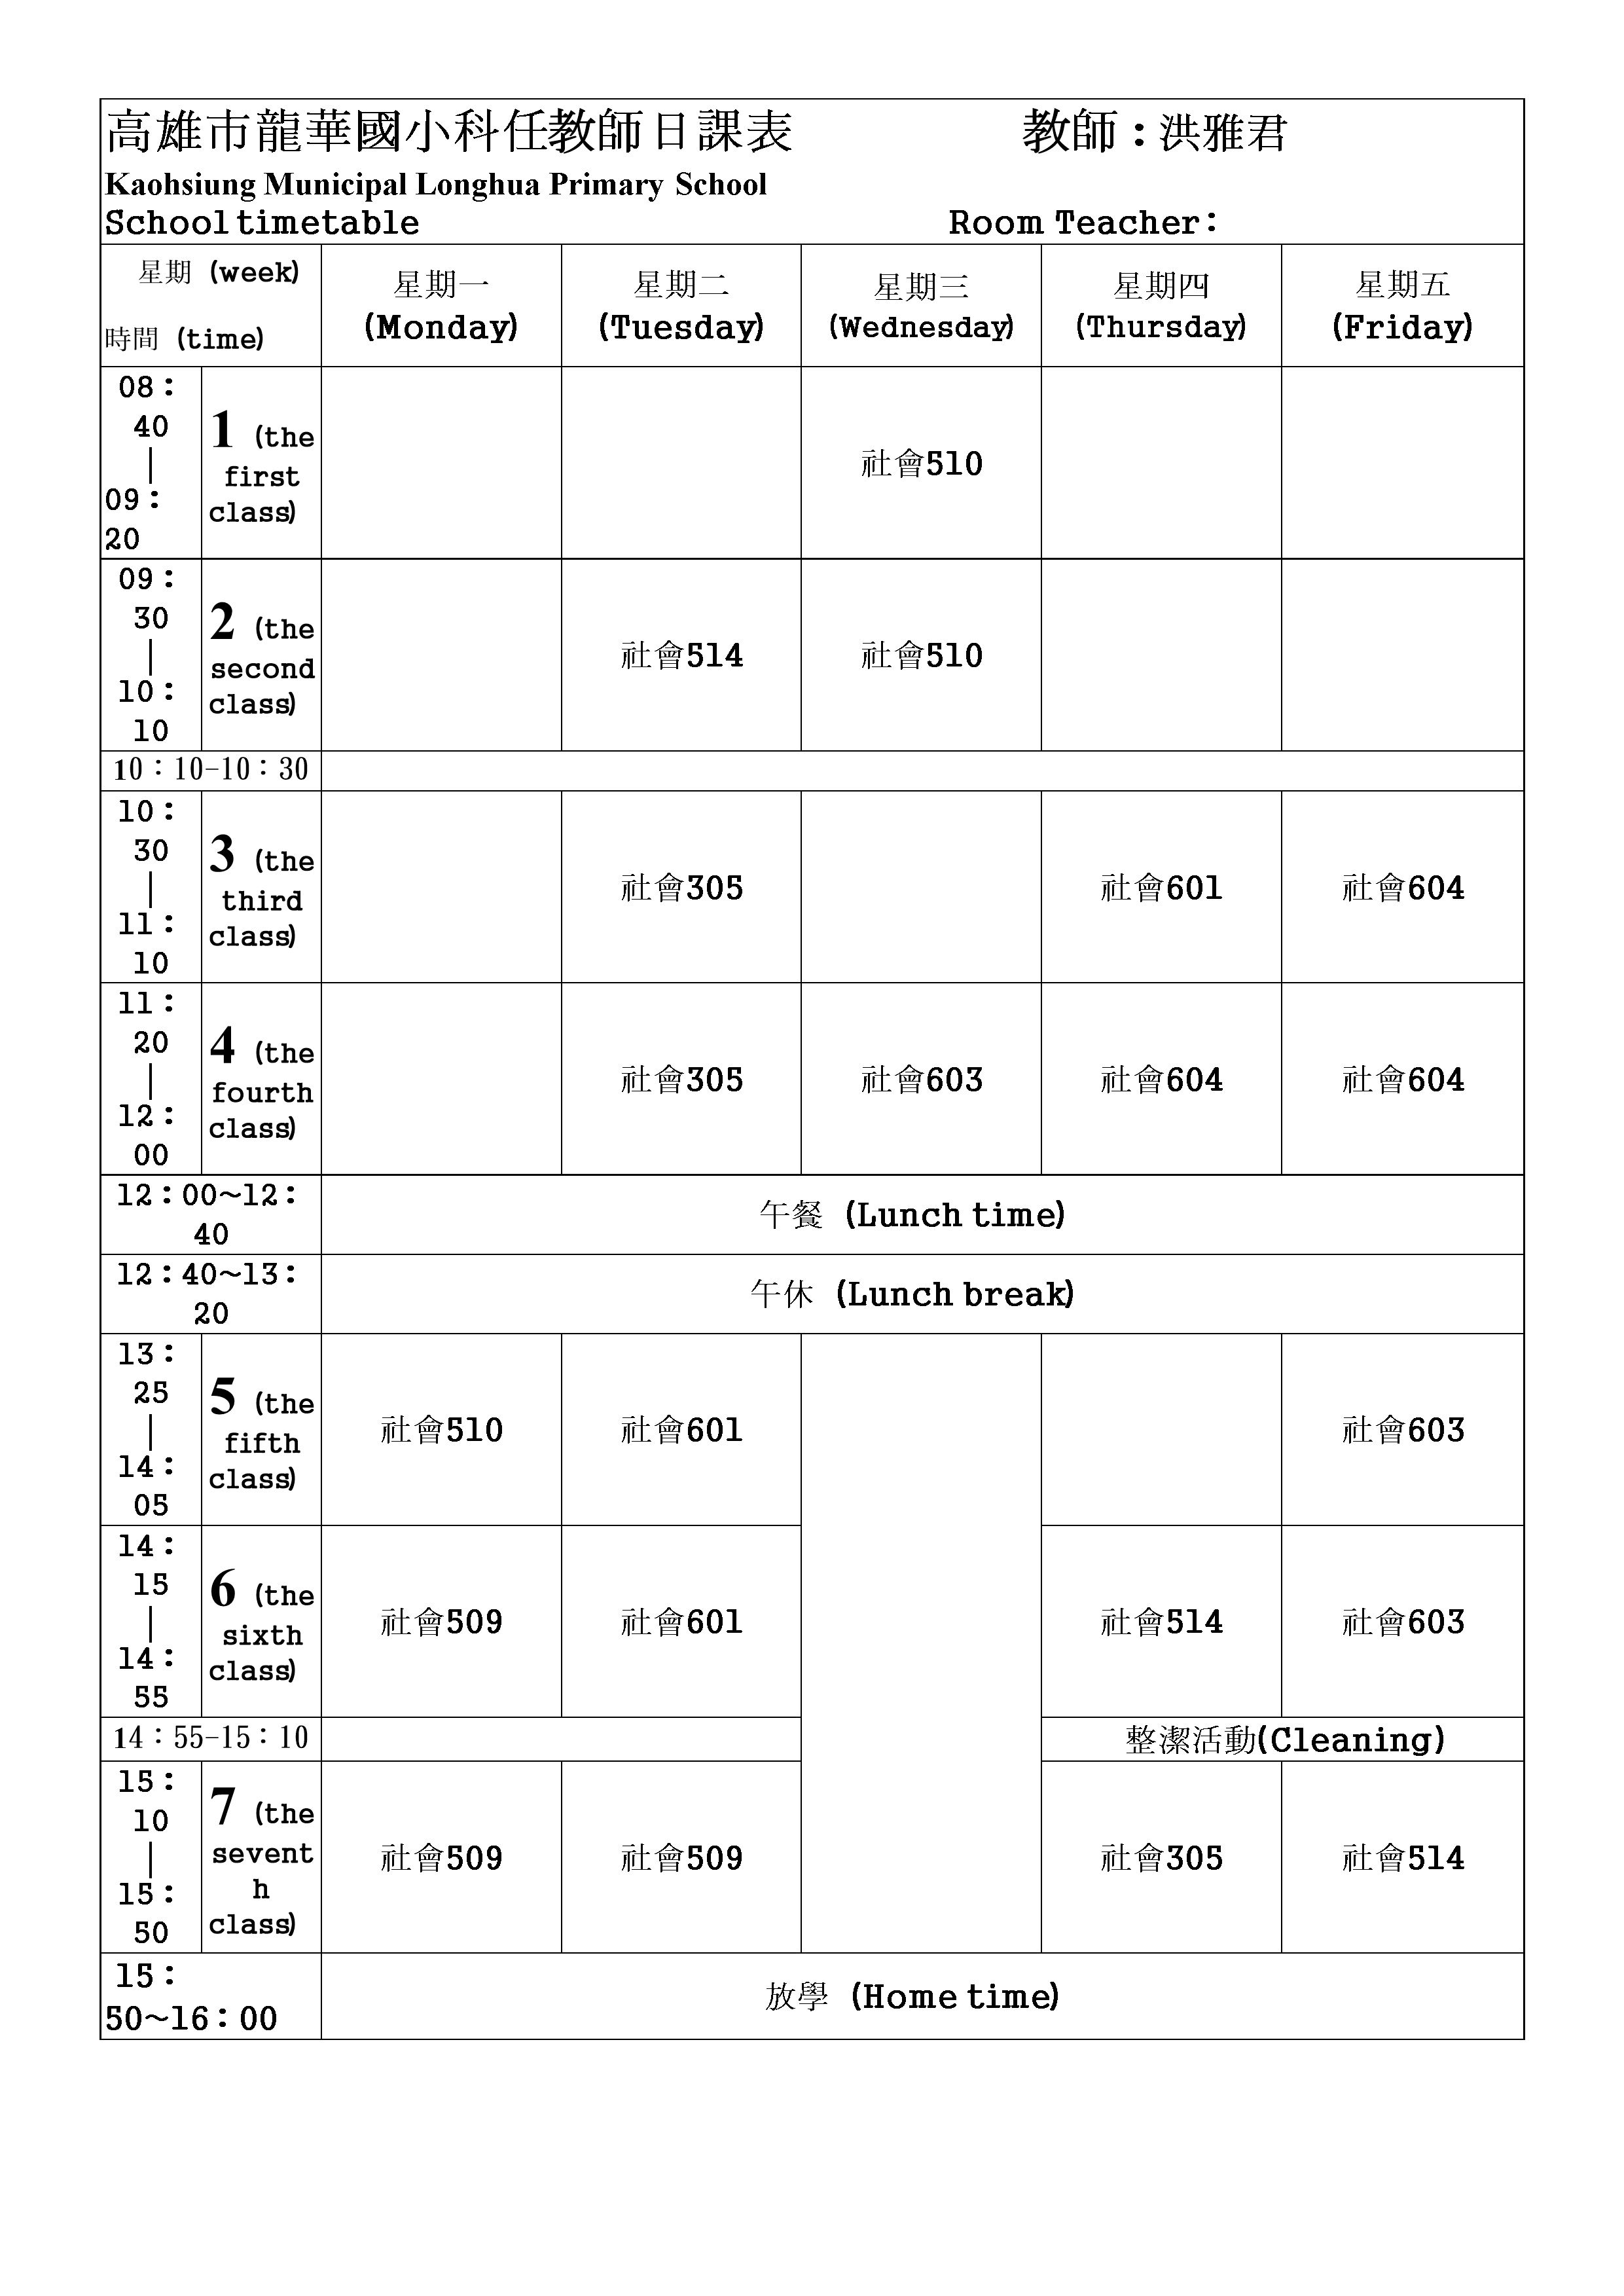 高雄市龍華國小科任教師日課表 教師：洪雅君
Kaohsiung Municipal Longhua Primary School
School timetable Room Teacher:
星期 (week)
時間 (time)
星期一
(Monday)
星期二
(Tuesday)
星期三
(Wednesday)
星期四
(Thursday)
星期五
(Friday)
08：
40
|
09：
20
1 (the
first
class)
社會510
09：
30
|
10：
10
2 (the
second
class)
社會514
社會510
10：10-10：30
10：
30
|
11：
10
3 (the
third
class)
社會305
社會601
社會604
11：
20
|
12：
00
4 (the
fourth
class)
社會305
社會603
社會604
社會604
12：00~12：
40
午餐 (Lunch time)
12：40~13：
20
午休 (Lunch break)
13：
25
|
14：
05
5 (the
fifth
class)
社會510
社會601
社會603
14：
15
|
14：
55
6 (the
sixth
class)
社會509
社會601
社會514
社會603
14：55-15：10
整潔活動(Cleaning)
15：
10
|
15：
50
7 (the
sevent
h
class)
社會509
社會509
社會305
社會514
15：
50~16：00
放學 (Home time)